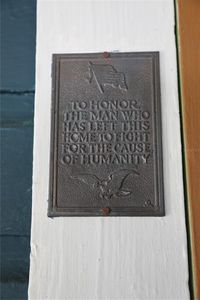 TO HONOR
THE MAN WHO
HAS LEFT THIS
HOME TO FIGHT
FOR THE CAUSE
OF HUMANITY